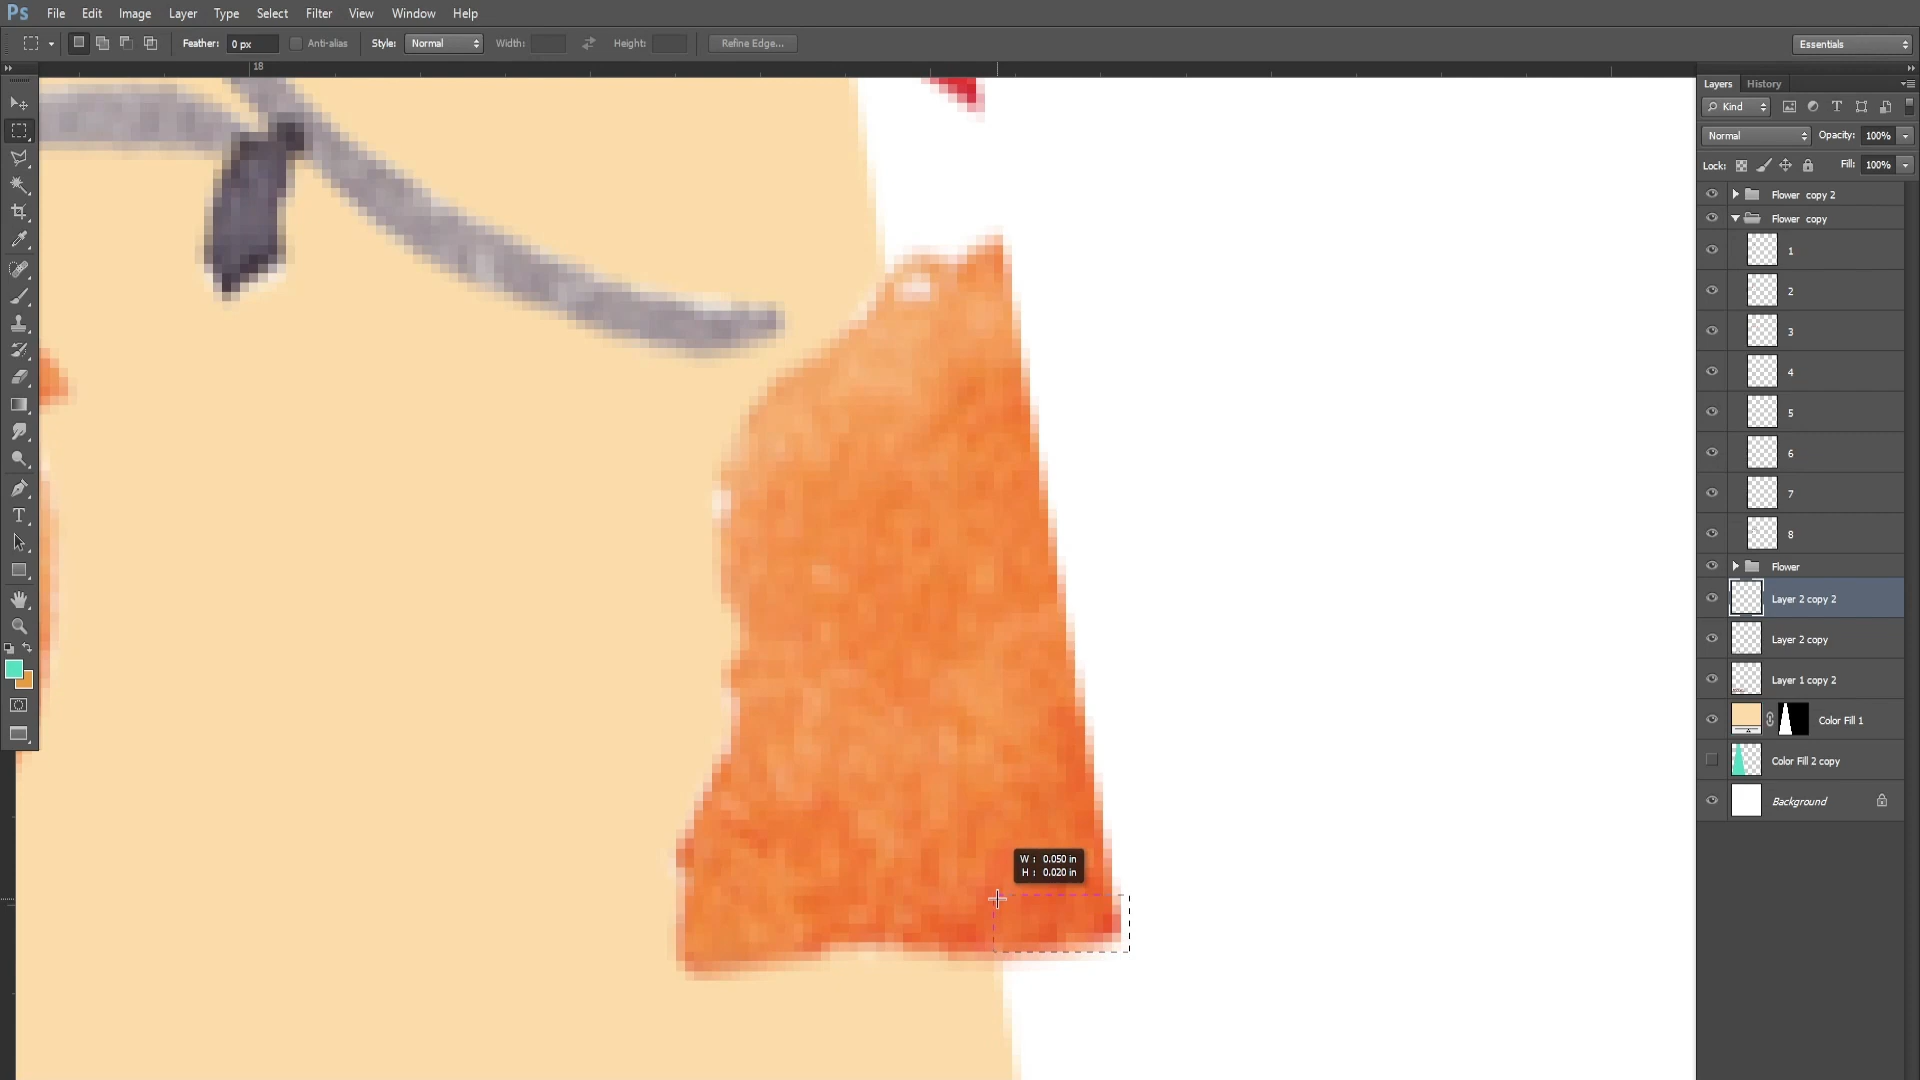 Ps File Edit Image Layer Type Select Filter View Window Help
Feather: 0 px Anti-alias Style: Normal Width: Height: Refine Edge... Essentials
18
Layers History
Kind
Normal Opacity: 100%
Lock: Fill: 100%
Flower copy 2
Flower copy
1
2
3
4
5
6
7
8
Flower
Layer 2 copy 2
Layer 2 copy
Layer 1 copy 2
Color Fill 1
Color Fill 2 copy
Background
W : 0.050 in
H : 0.020 in